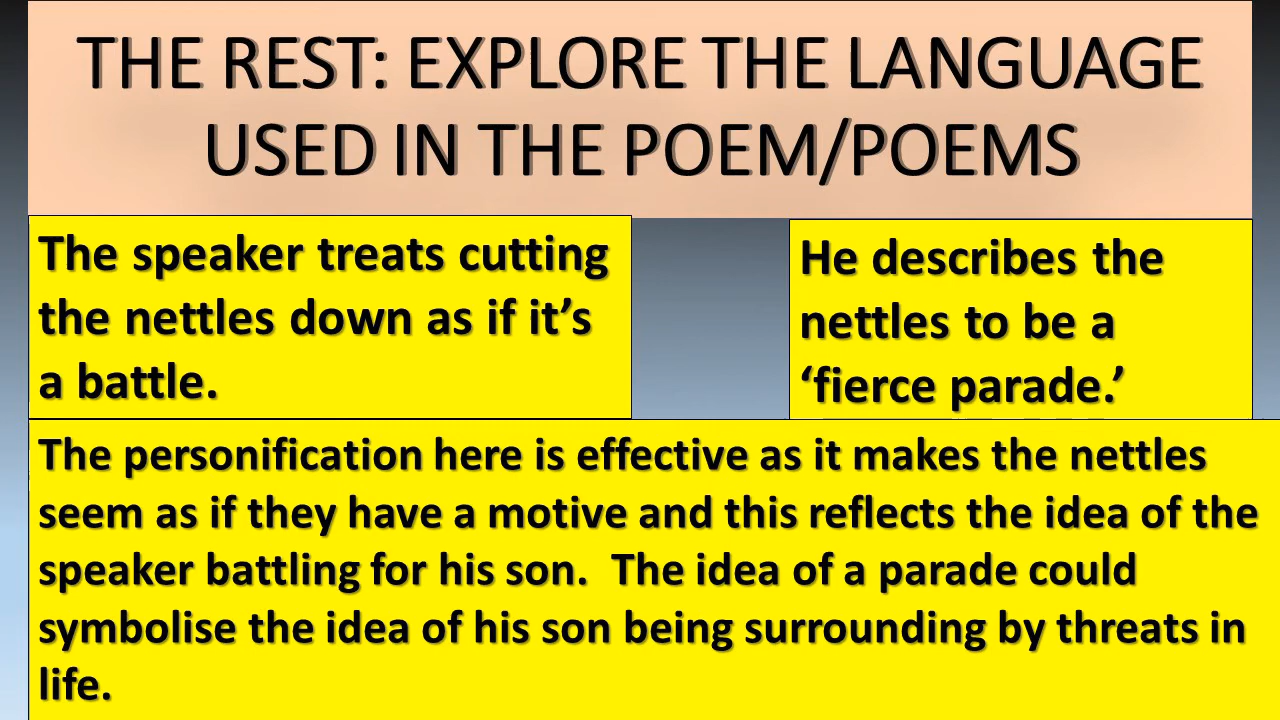 THE REST: EXPLORE THE LANGUAGE
USED IN THE POEM/POEMS
The speaker treats cutting
the nettles down as if it’s
a battle.
He describes the
nettles to be a
‘fierce parade.’
The personification here is effective as it makes the nettles
seem as if they have a motive and this reflects the idea of the
speaker battling for his son.  The idea of a parade could
symbolise the idea of his son being surrounding by threats in
life.